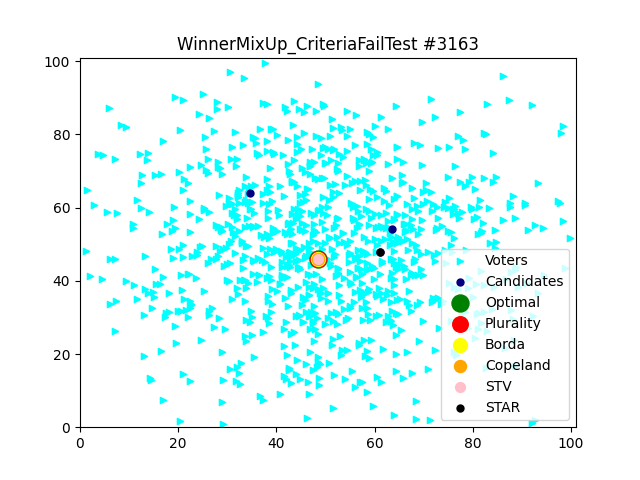 WinnerMixUp_CriteriaFailTest #3163
100
80
60
40
20
0
0
20
40
60
80
100
Voters
Candidates
Optimal
Plurality
Borda
Copeland
STV
STAR